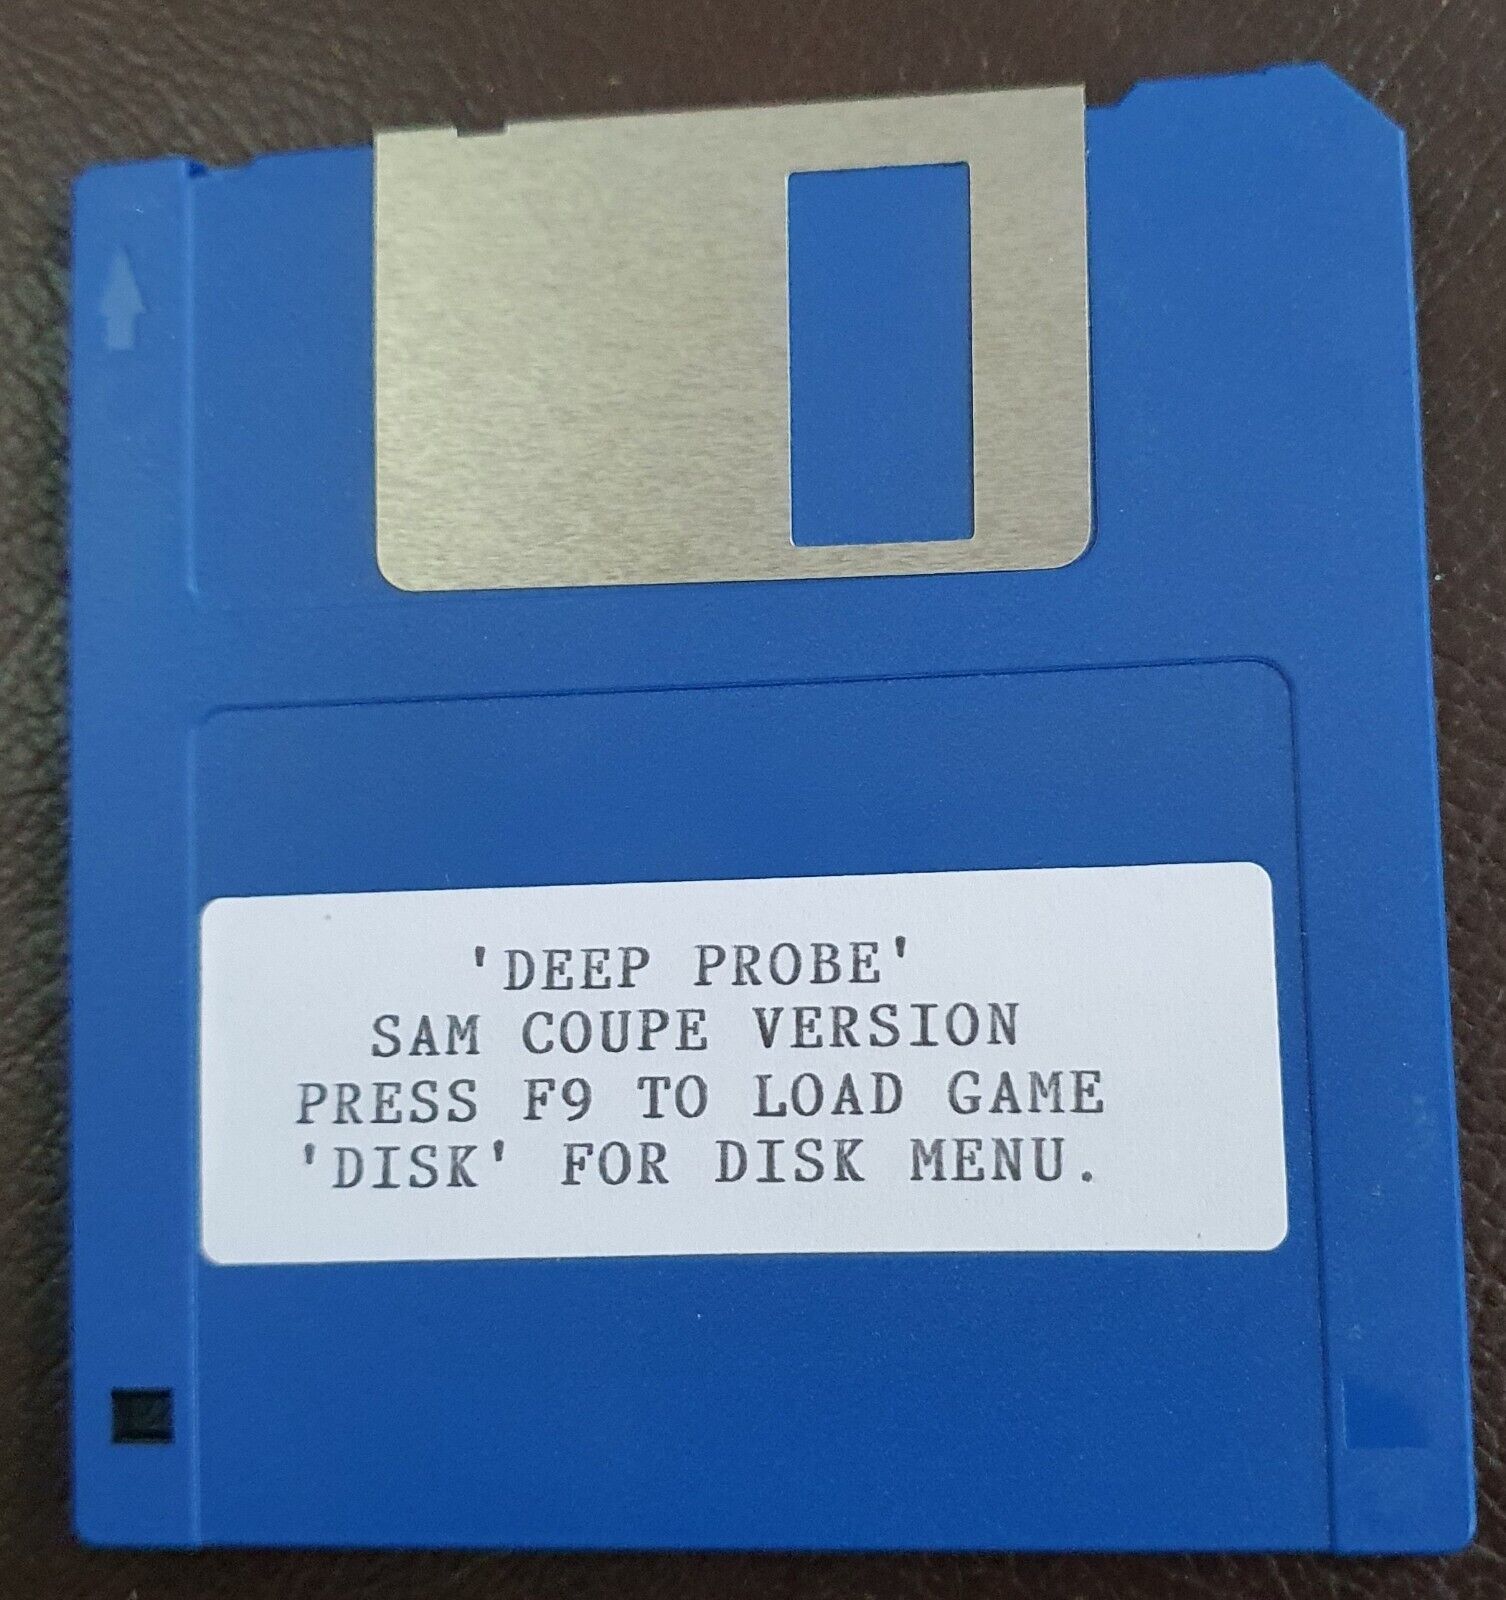 'DEEP PROBE'
SAM COUPE VERSION
PRESS F9 TO LOAD GAME
'DISK' FOR DISK MENU.